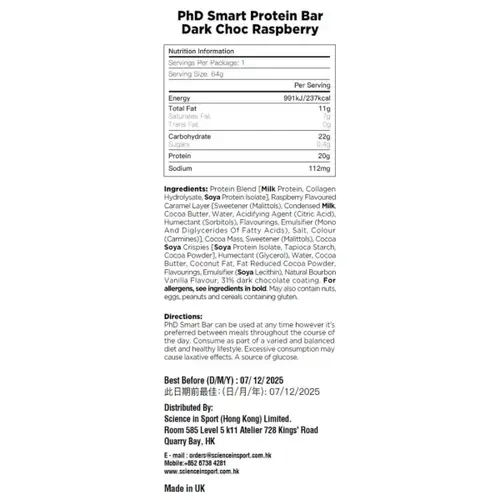 PhD Smart Protein Bar
Dark Choc Raspberry
Nutrition Information
Servings Per Package: 1
Serving Size: 64g
Per Serving
Energy 991kJ/237kcal
Total Fat 11g
Saturates Fat 7g
Trans Fat 0g
Carbohydrate 22g
Sugars 0.4g
Protein 20g
Sodium 112mg
Ingredients: Protein Blend [Milk Protein, Collagen
Hydrolysate, Soya Protein Isolate], Raspberry Flavoured
Caramel Layer [Sweetener (Maltitols), Condensed Milk,
Cocoa Butter, Water, Acidifying Agent (Citric Acid),
Humectant (Sorbitols), Flavourings, Emulsifier (Mono
And Diglycerides Of Fatty Acids), Salt, Colour
(Carmines)], Cocoa Mass, Sweetener (Maltitols), Cocoa
Soya Crispies [Soya Protein Isolate, Tapioca Starch,
Cocoa Powder], Humectant (Glycerol), Water, Cocoa
Butter, Coconut Fat, Fat Reduced Cocoa Powder,
Flavourings, Emulsifier (Soya Lecithin), Natural Bourbon
Vanilla Flavour, 31% dark chocolate coating. For
allergens, see ingredients in bold. May also contain nuts,
eggs, peanuts and cereals containing gluten.
Directions:
PhD Smart Bar can be used at any time however it's
preferred between meals throughout the course of
the day. Consume as part of a varied and balanced
diet and healthy lifestyle. Excessive consumption may
cause laxative effects. A source of glucose.
Best Before (D/M/Y) : 07/ 12/ 2025
此日期前最佳：(日/月/年): 07/12/2025
Distributed By:
Science in Sport (Hong Kong) Limited.
Room 585 Level 5 k11 Atelier 728 Kings' Road
Quarry Bay, HK
E - mail : orders@scienceinsport.com.hk
Mobile:+852 6738 4281
www.scienceinsport.com.hk
Made in UK